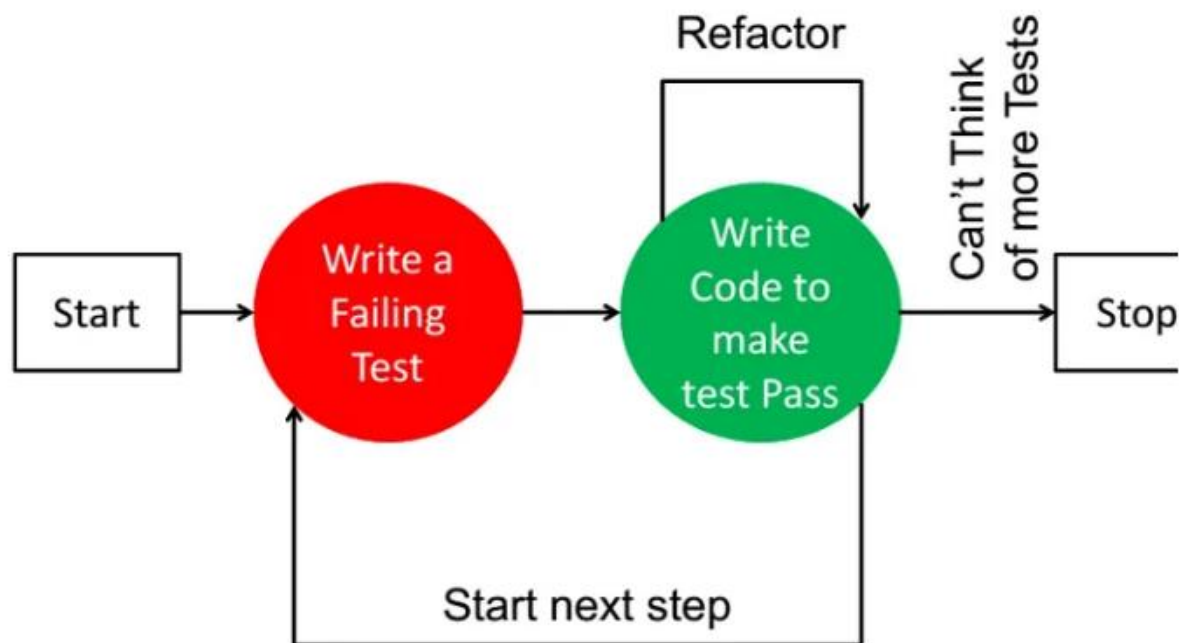 Refactor
Can't Think
of more Tests
Start
Write a
Failing
Test
Write
Code to
make
test Pass
Stop
Start next step